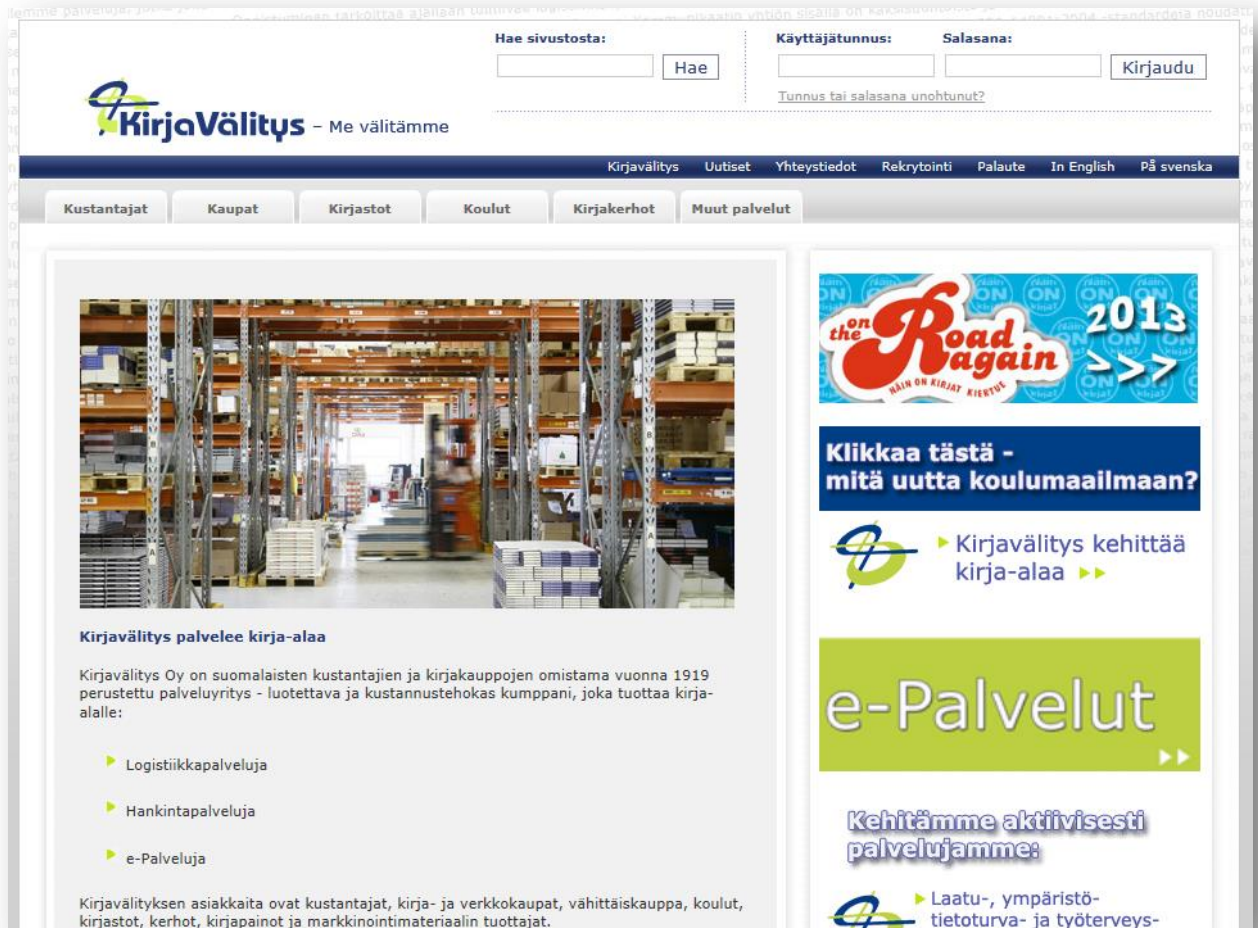 Hae sivustosta:
Käyttäjätunnus: Salasana:
Hae
Kirjaudu
Tunnus tai salasana unohtunut?
KirjaVälitys – Me välitämme
Kirjavälitys Uutiset Yhteystiedot Rekrytointi Palaute In English På svenska
Kustantajat Kaupat Kirjastot Koulut Kirjakerhot Muut palvelut
Kirjavälitys palvelee kirja-alaa
Kirjavälitys Oy on suomalaisten kustantajien ja kirjakauppojen omistama vuonna 1919
perustettu palveluyritys - luotettava ja kustannustehokas kumppani, joka tuottaa kirja-
alalle:
Logistiikkapalveluja
Hankintapalveluja
e-Palveluja
Kirjavälityksen asiakkaita ovat kustantajat, kirja- ja verkkokaupat, vähittäiskauppa, koulut,
kirjastot, kerhot, kirjapainot ja markkinointimateriaalin tuottajat.
on the Road again
NÄIN ON KIRJAT KIERTUE
2013
>>>
Klikkaa tästä -
mitä uutta koulumaailmaan?
Kirjavälitys kehittää
kirja-alaa
e-Palvelut
Kehitämme aktiivisesti
palvelujamme:
Laatu-, ympäristö-
tietoturva- ja työterveys-